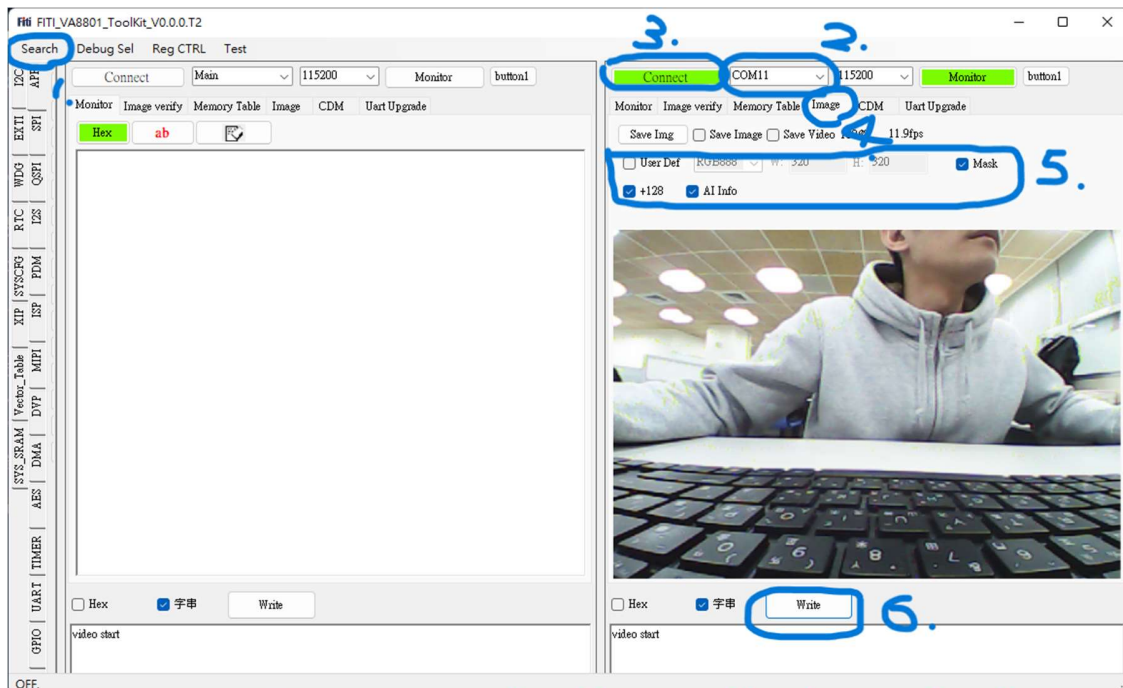 Fiti FITI_VA8801_ToolKit_V0.0.0.T2
Search Debug Sel Reg CTRL Test
3. 2.
Connect Main 115200 Monitor button1
Connect COM11 115200 Monitor button1
1
Monitor Image verify Memory Table Image CDM Uart Upgrade
Monitor Image verify Memory Table Image CDM Uart Upgrade
4.
Hex ab
Save Img Save Image Save Video 11.9fps
User Def RGB888 W: 320 H: 320 Mask
5.
+128 AI Info
I2C
APB
EXTI
SPI
WDG
QSPI
RTC
I2S
SYSCFG
PDM
XIP
ISP
Vector_Table
MIPI
DVP
SYS_SRAM
DMA
AES
TIMER
UART
GPIO
Hex 字串 Write
Hex 字串 Write
6.
video start
video start
OFF.